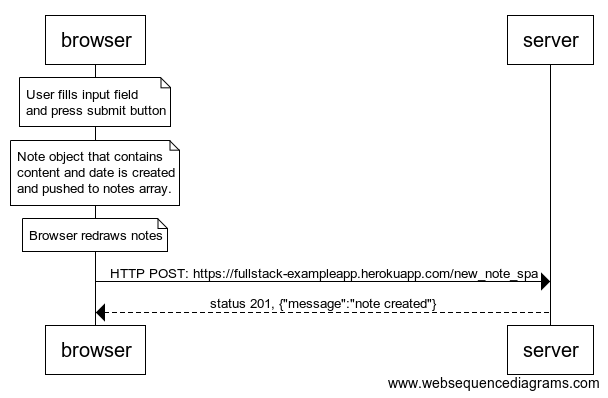 browser
server
User fills input field
and press submit button
Note object that contains
content and date is created
and pushed to notes array.
Browser redraws notes
HTTP POST: https://fullstack-exampleapp.herokuapp.com/new_note_spa
status 201, {"message":"note created"}
browser
server
www.websequencediagrams.com